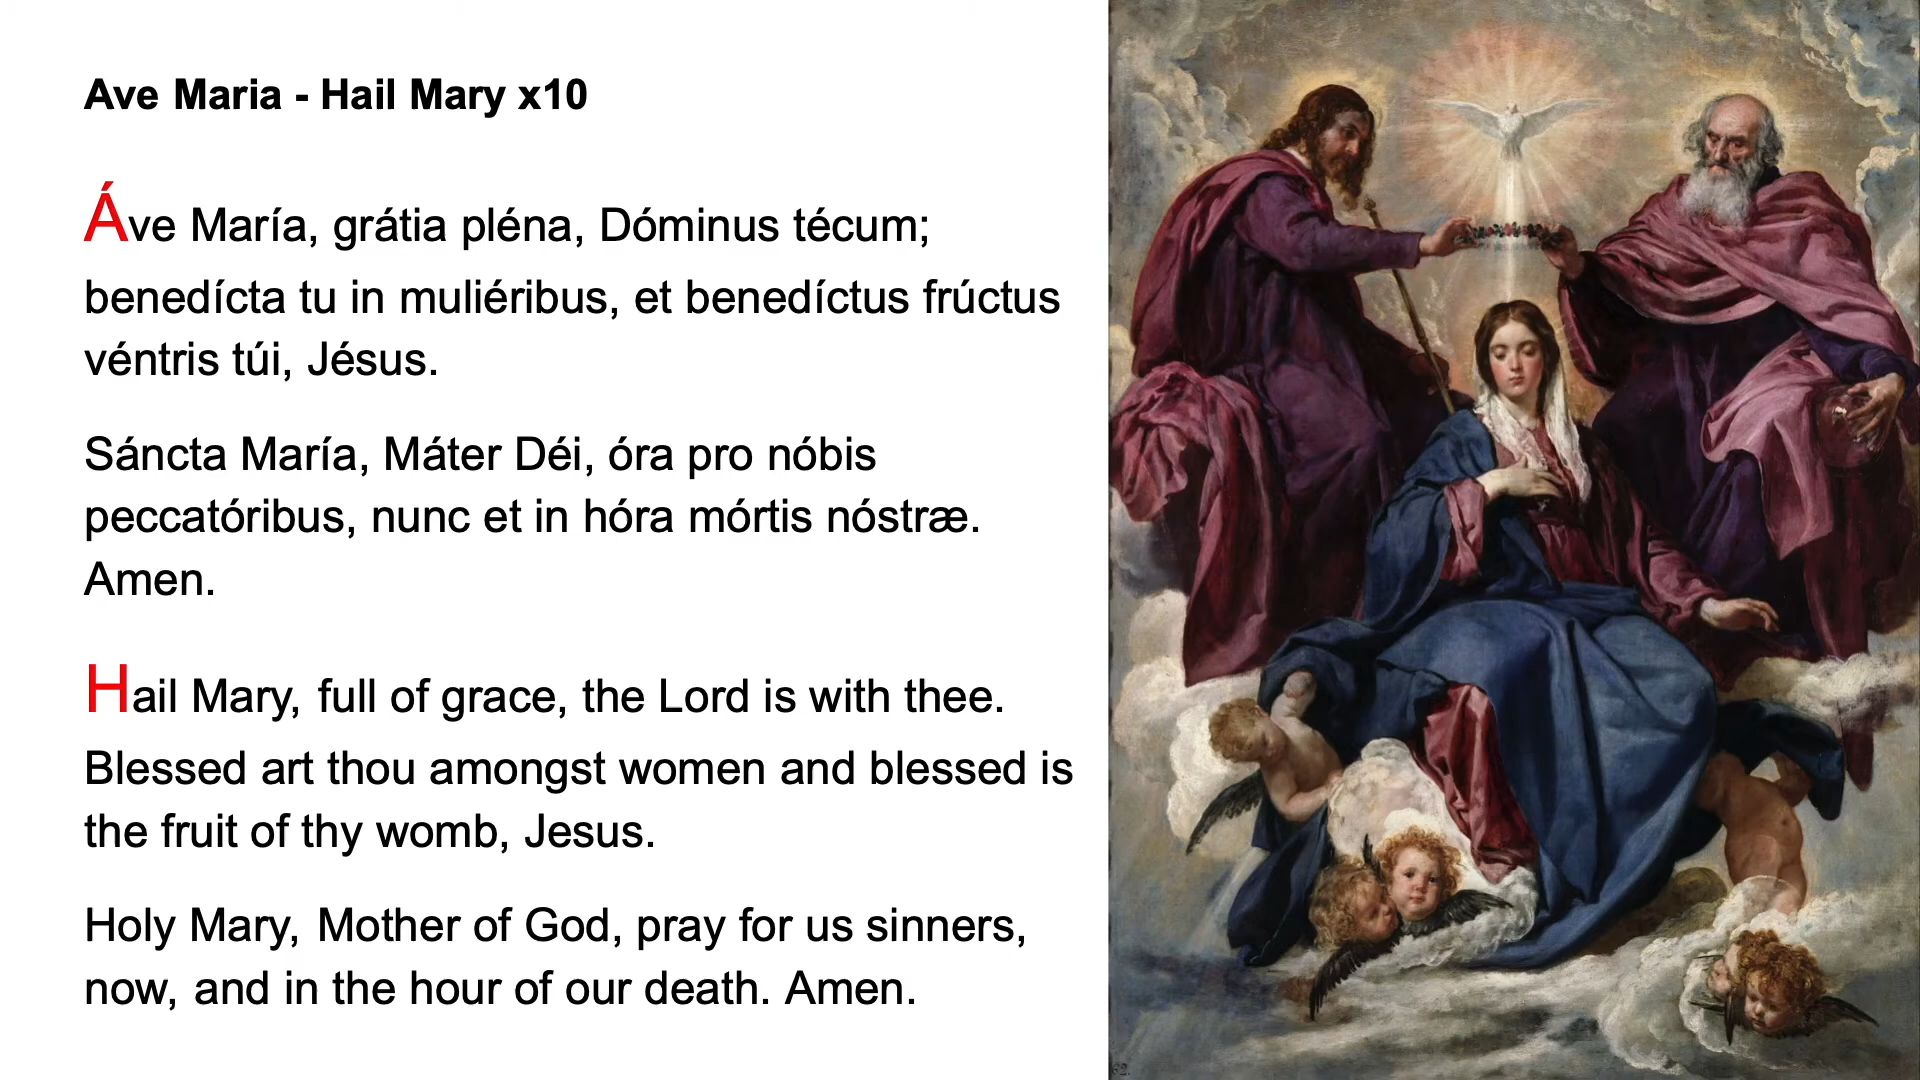 Ave Maria - Hail Mary x10
Áve María, grátia pléna, Dóminus técum;
benedícta tu in muliéribus, et benedíctus frúctus
véntris túi, Jésus.
Sáncta María, Máter Déi, óra pro nóbis
peccatóribus, nunc et in hóra mórtis nóstræ.
Amen.
Hail Mary, full of grace, the Lord is with thee.
Blessed art thou amongst women and blessed is
the fruit of thy womb, Jesus.
Holy Mary, Mother of God, pray for us sinners,
now, and in the hour of our death. Amen.
62.